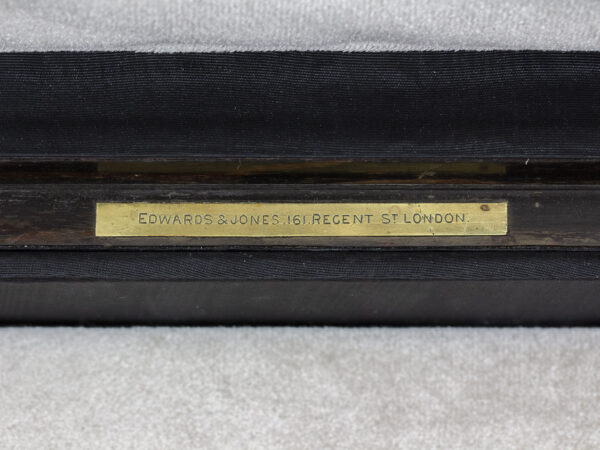 EDWARDS & JONES. 161. REGENT ST LONDON.